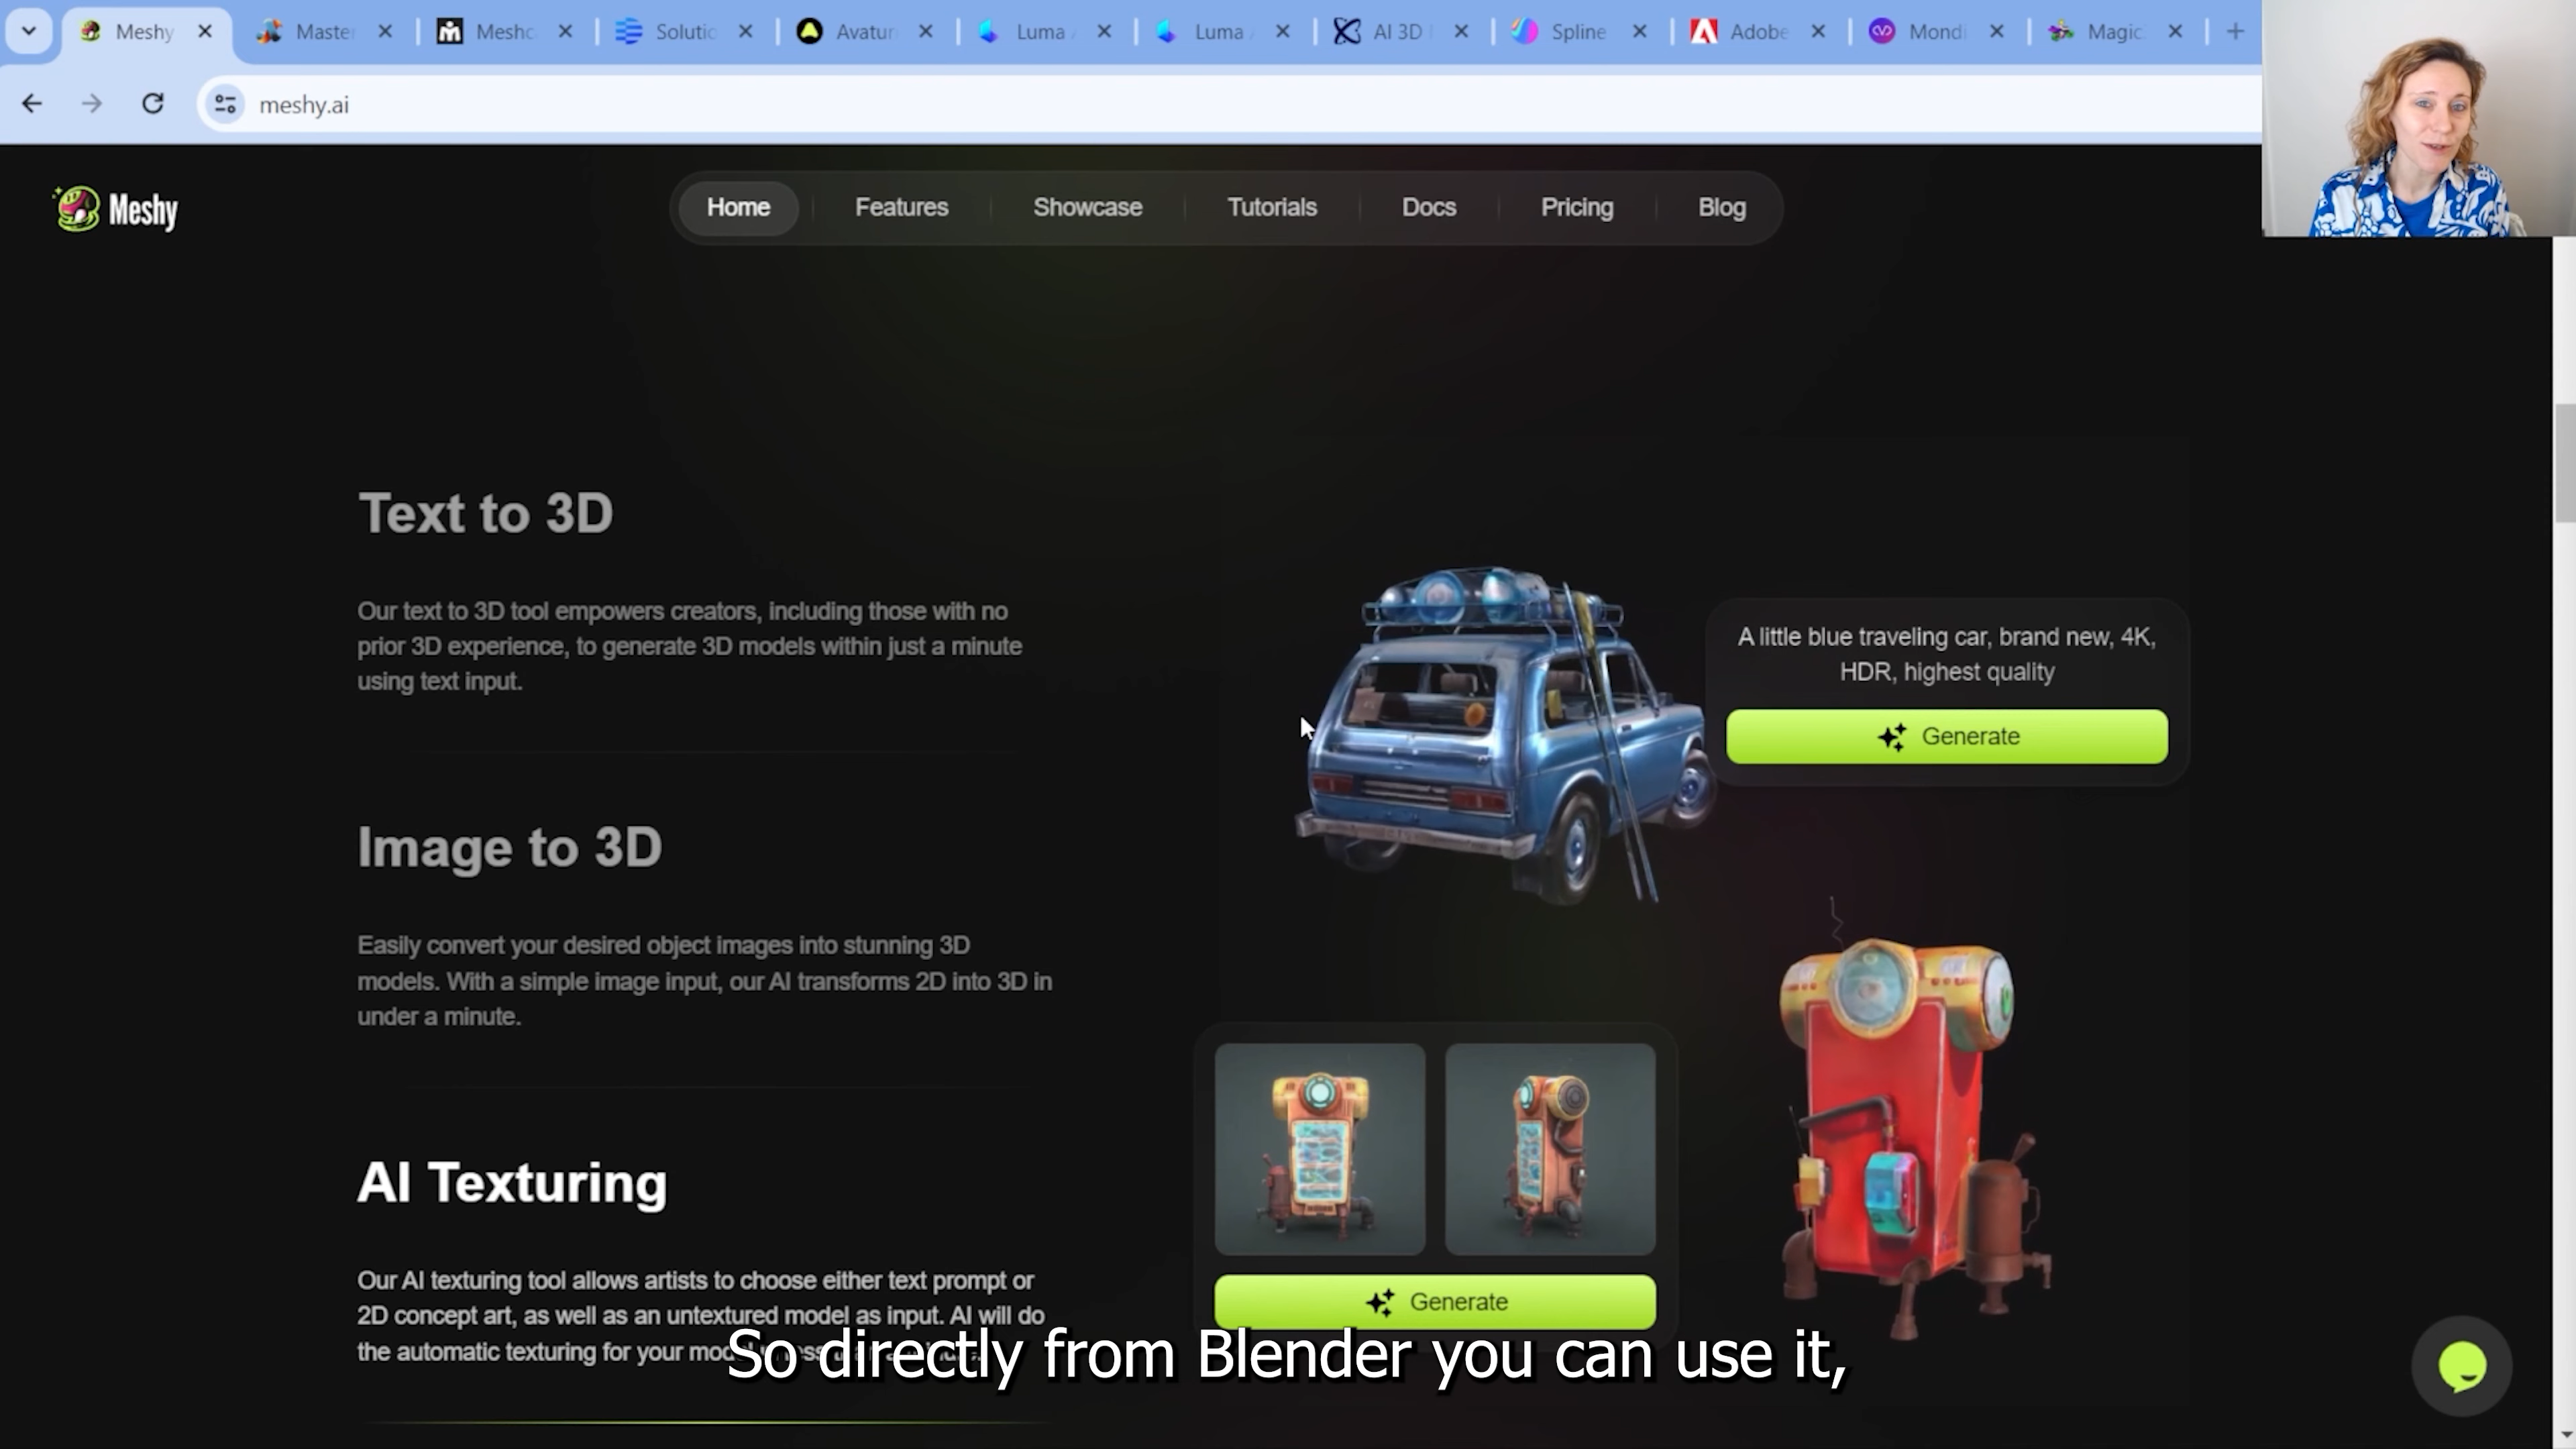 Meshy
Master
Meshc
Solutio
Avatur
Luma
Luma
AI 3D
Spline
Adobe
Mondi
Magic
meshy.ai
Meshy
Home
Features
Showcase
Tutorials
Docs
Pricing
Blog
Text to 3D
Our text to 3D tool empowers creators, including those with no
prior 3D experience, to generate 3D models within just a minute
using text input.
A little blue traveling car, brand new, 4K,
HDR, highest quality
Generate
Image to 3D
Easily convert your desired object images into stunning 3D
models. With a simple image input, our AI transforms 2D into 3D in
under a minute.
Generate
AI Texturing
Our AI texturing tool allows artists to choose either text prompt or
2D concept art, as well as an untextured model as input. AI will do
the automatic texturing for your
So directly from Blender you can use it,